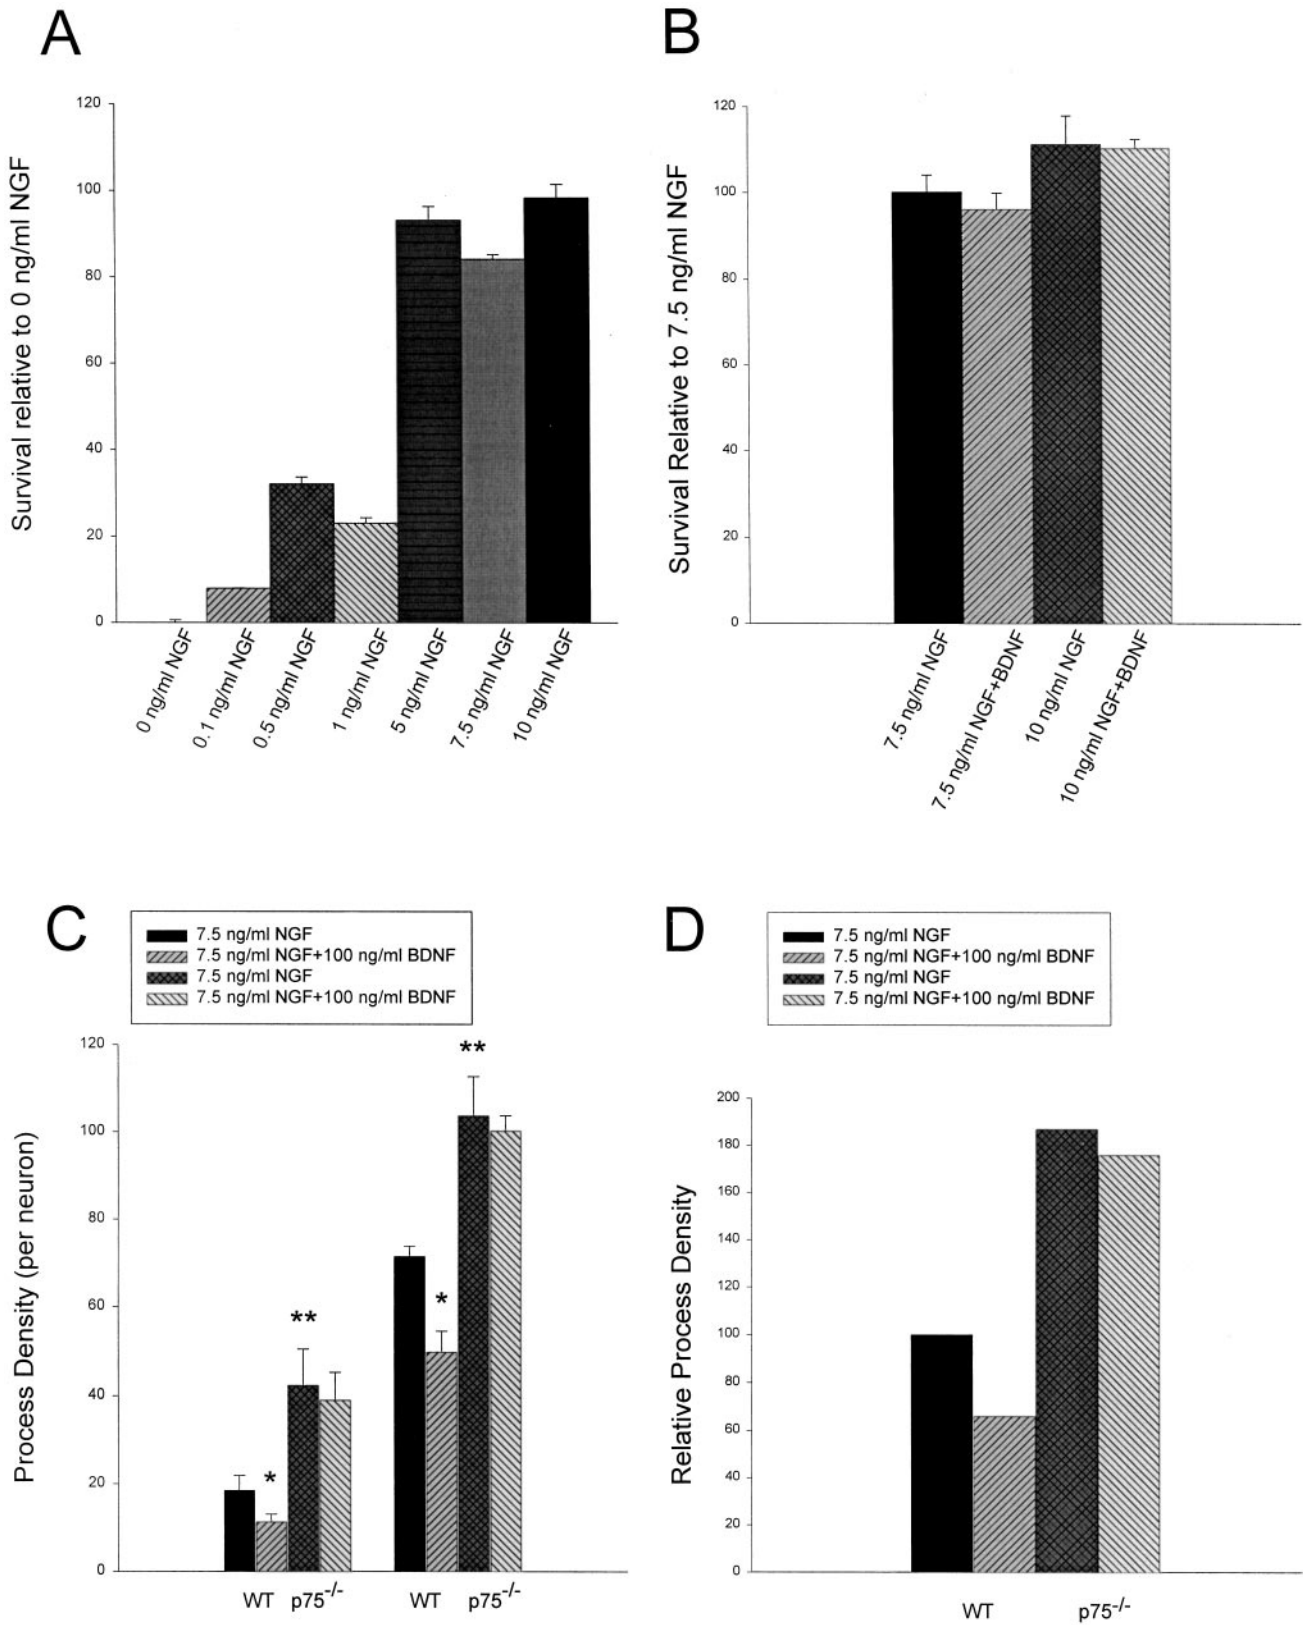 A
Survival relative to 0 ng/ml NGF
120
100
80
60
40
20
0
0 ng/ml NGF
0.1 ng/ml NGF
0.5 ng/ml NGF
1 ng/ml NGF
5 ng/ml NGF
7.5 ng/ml NGF
10 ng/ml NGF
B
Survival Relative to 7.5 ng/ml NGF
120
100
80
60
40
20
0
7.5 ng/ml NGF
7.5 ng/ml NGF+BDNF
10 ng/ml NGF
10 ng/ml NGF+BDNF
C
7.5 ng/ml NGF
7.5 ng/ml NGF+100 ng/ml BDNF
7.5 ng/ml NGF
7.5 ng/ml NGF+100 ng/ml BDNF
Process Density (per neuron)
120
100
80
60
40
20
0
*
**
*
**
WT p75-/- WT p75-/-
D
7.5 ng/ml NGF
7.5 ng/ml NGF+100 ng/ml BDNF
7.5 ng/ml NGF
7.5 ng/ml NGF+100 ng/ml BDNF
Relative Process Density
200
180
160
140
120
100
80
60
40
20
0
WT p75-/-